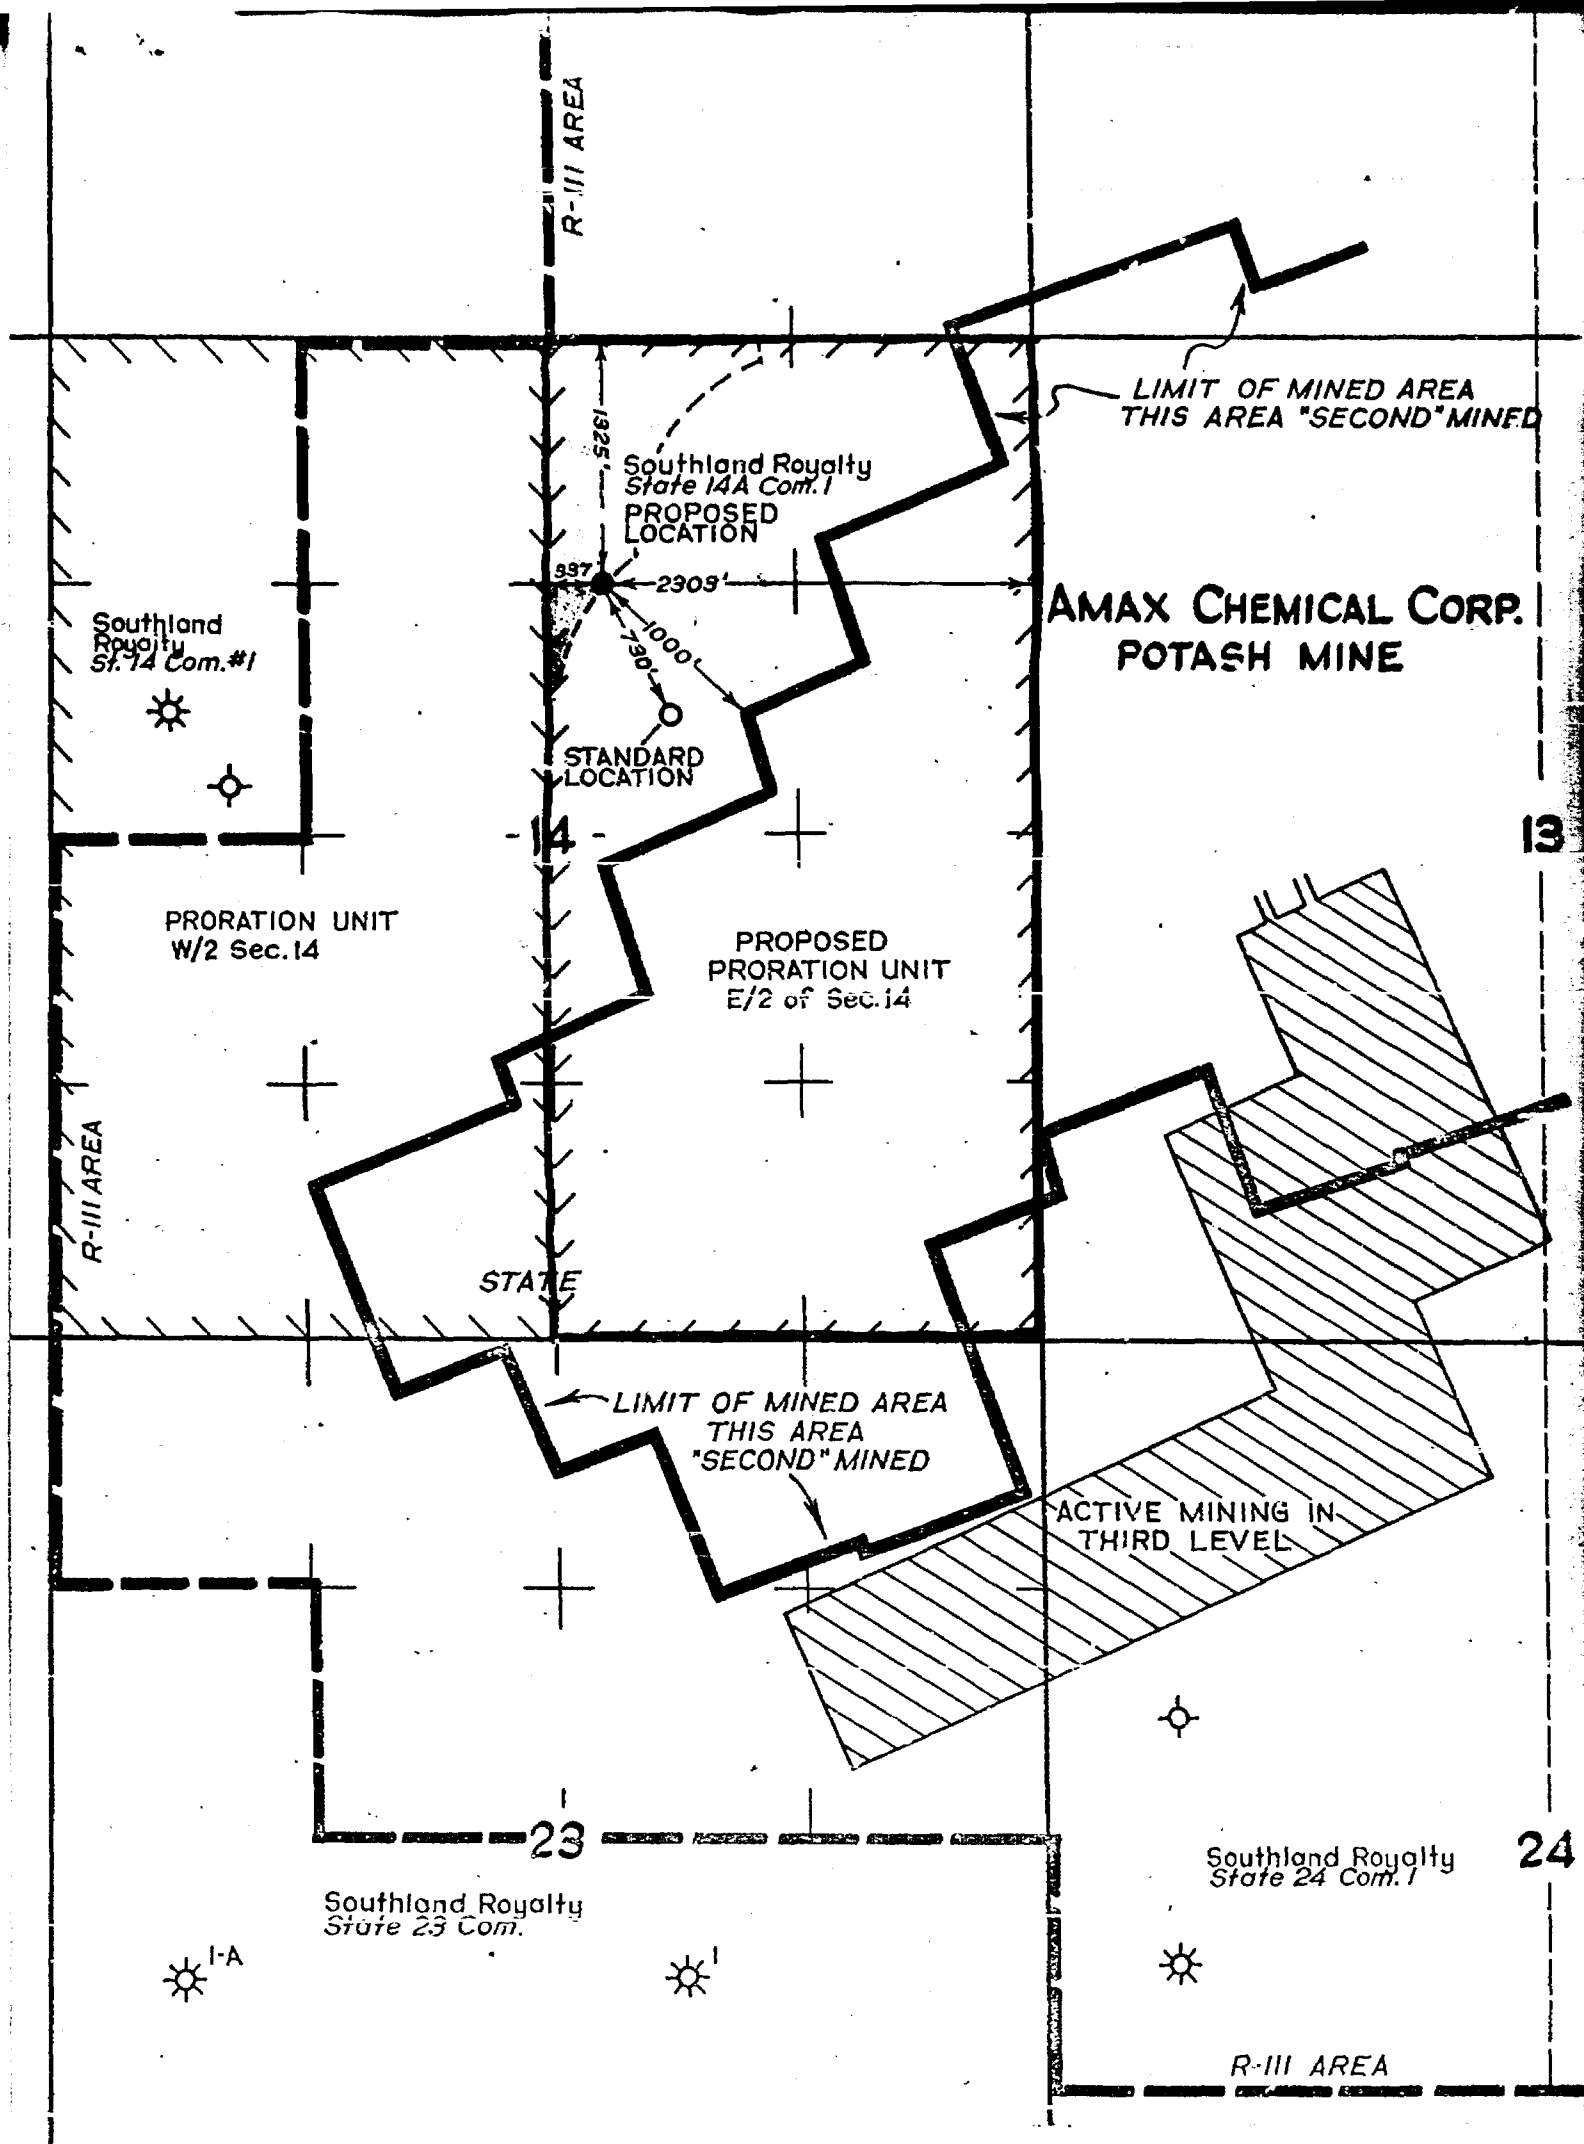 R-111 AREA
LIMIT OF MINED AREA
THIS AREA "SECOND" MINED
1325'
Southland Royalty
State 14A Com. 1
PROPOSED
LOCATION
337'
2303'
1000'
730'
AMAX CHEMICAL CORP.
POTASH MINE
Southland
Royalty
St. 14 Com. #1
STANDARD
LOCATION
14
13
PRORATION UNIT
W/2 Sec. 14
PROPOSED
PRORATION UNIT
E/2 of Sec. 14
R-111 AREA
STATE
LIMIT OF MINED AREA
THIS AREA
"SECOND" MINED
ACTIVE MINING IN
THIRD LEVEL
23
24
Southland Royalty
State 24 Com. 1
Southland Royalty
State 23 Com.
1-A
1
R-111 AREA